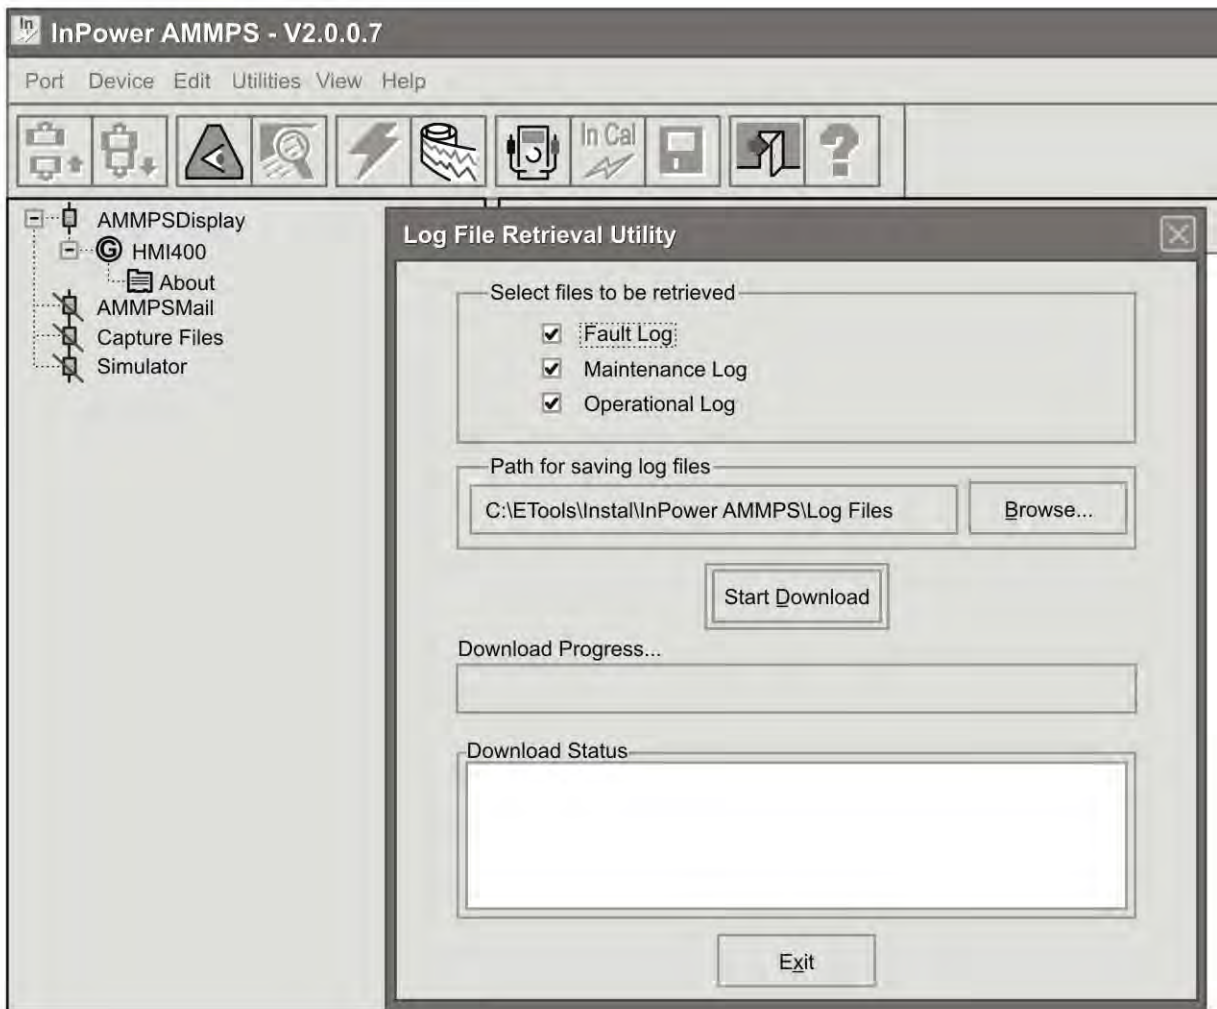 In
InPower AMMPS - V2.0.0.7
Port Device Edit Utilities View Help
In Cal
?
AMMPSDisplay
G HMI400
About
AMMPSMail
Capture Files
Simulator
Log File Retrieval Utility
Select files to be retrieved
Fault Log
Maintenance Log
Operational Log
Path for saving log files
C:\ETools\Instal\InPower AMMPS\Log Files Browse...
Start Download
Download Progress...
Download Status
Exit